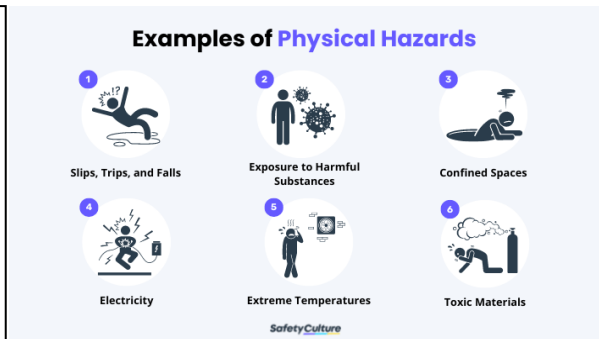 Examples of Physical Hazards
1
2
3
!?
Slips, Trips, and Falls
Exposure to Harmful
Substances
Confined Spaces
4
5
6
Electricity
Extreme Temperatures
Toxic Materials
SafetyCulture